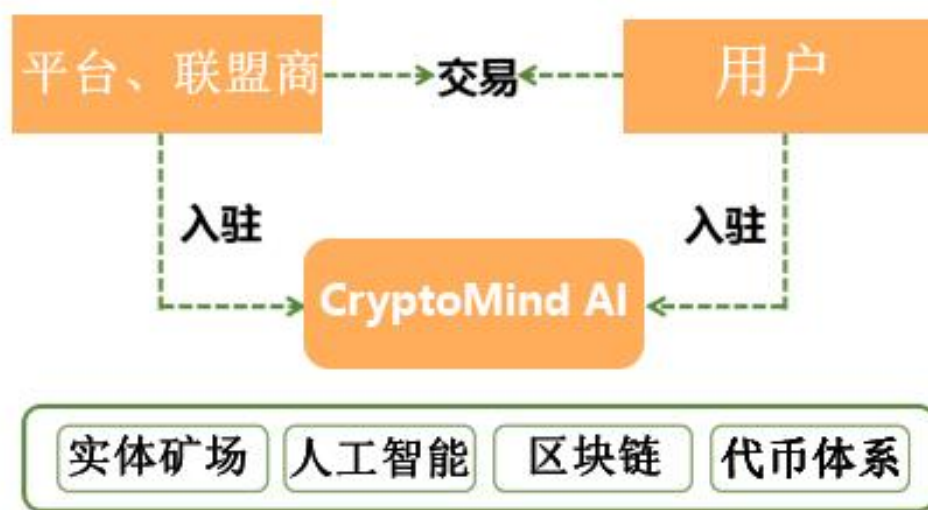 平台、联盟商
交易
用户
入驻
入驻
CryptoMind AI
实体矿场
人工智能
区块链
代币体系